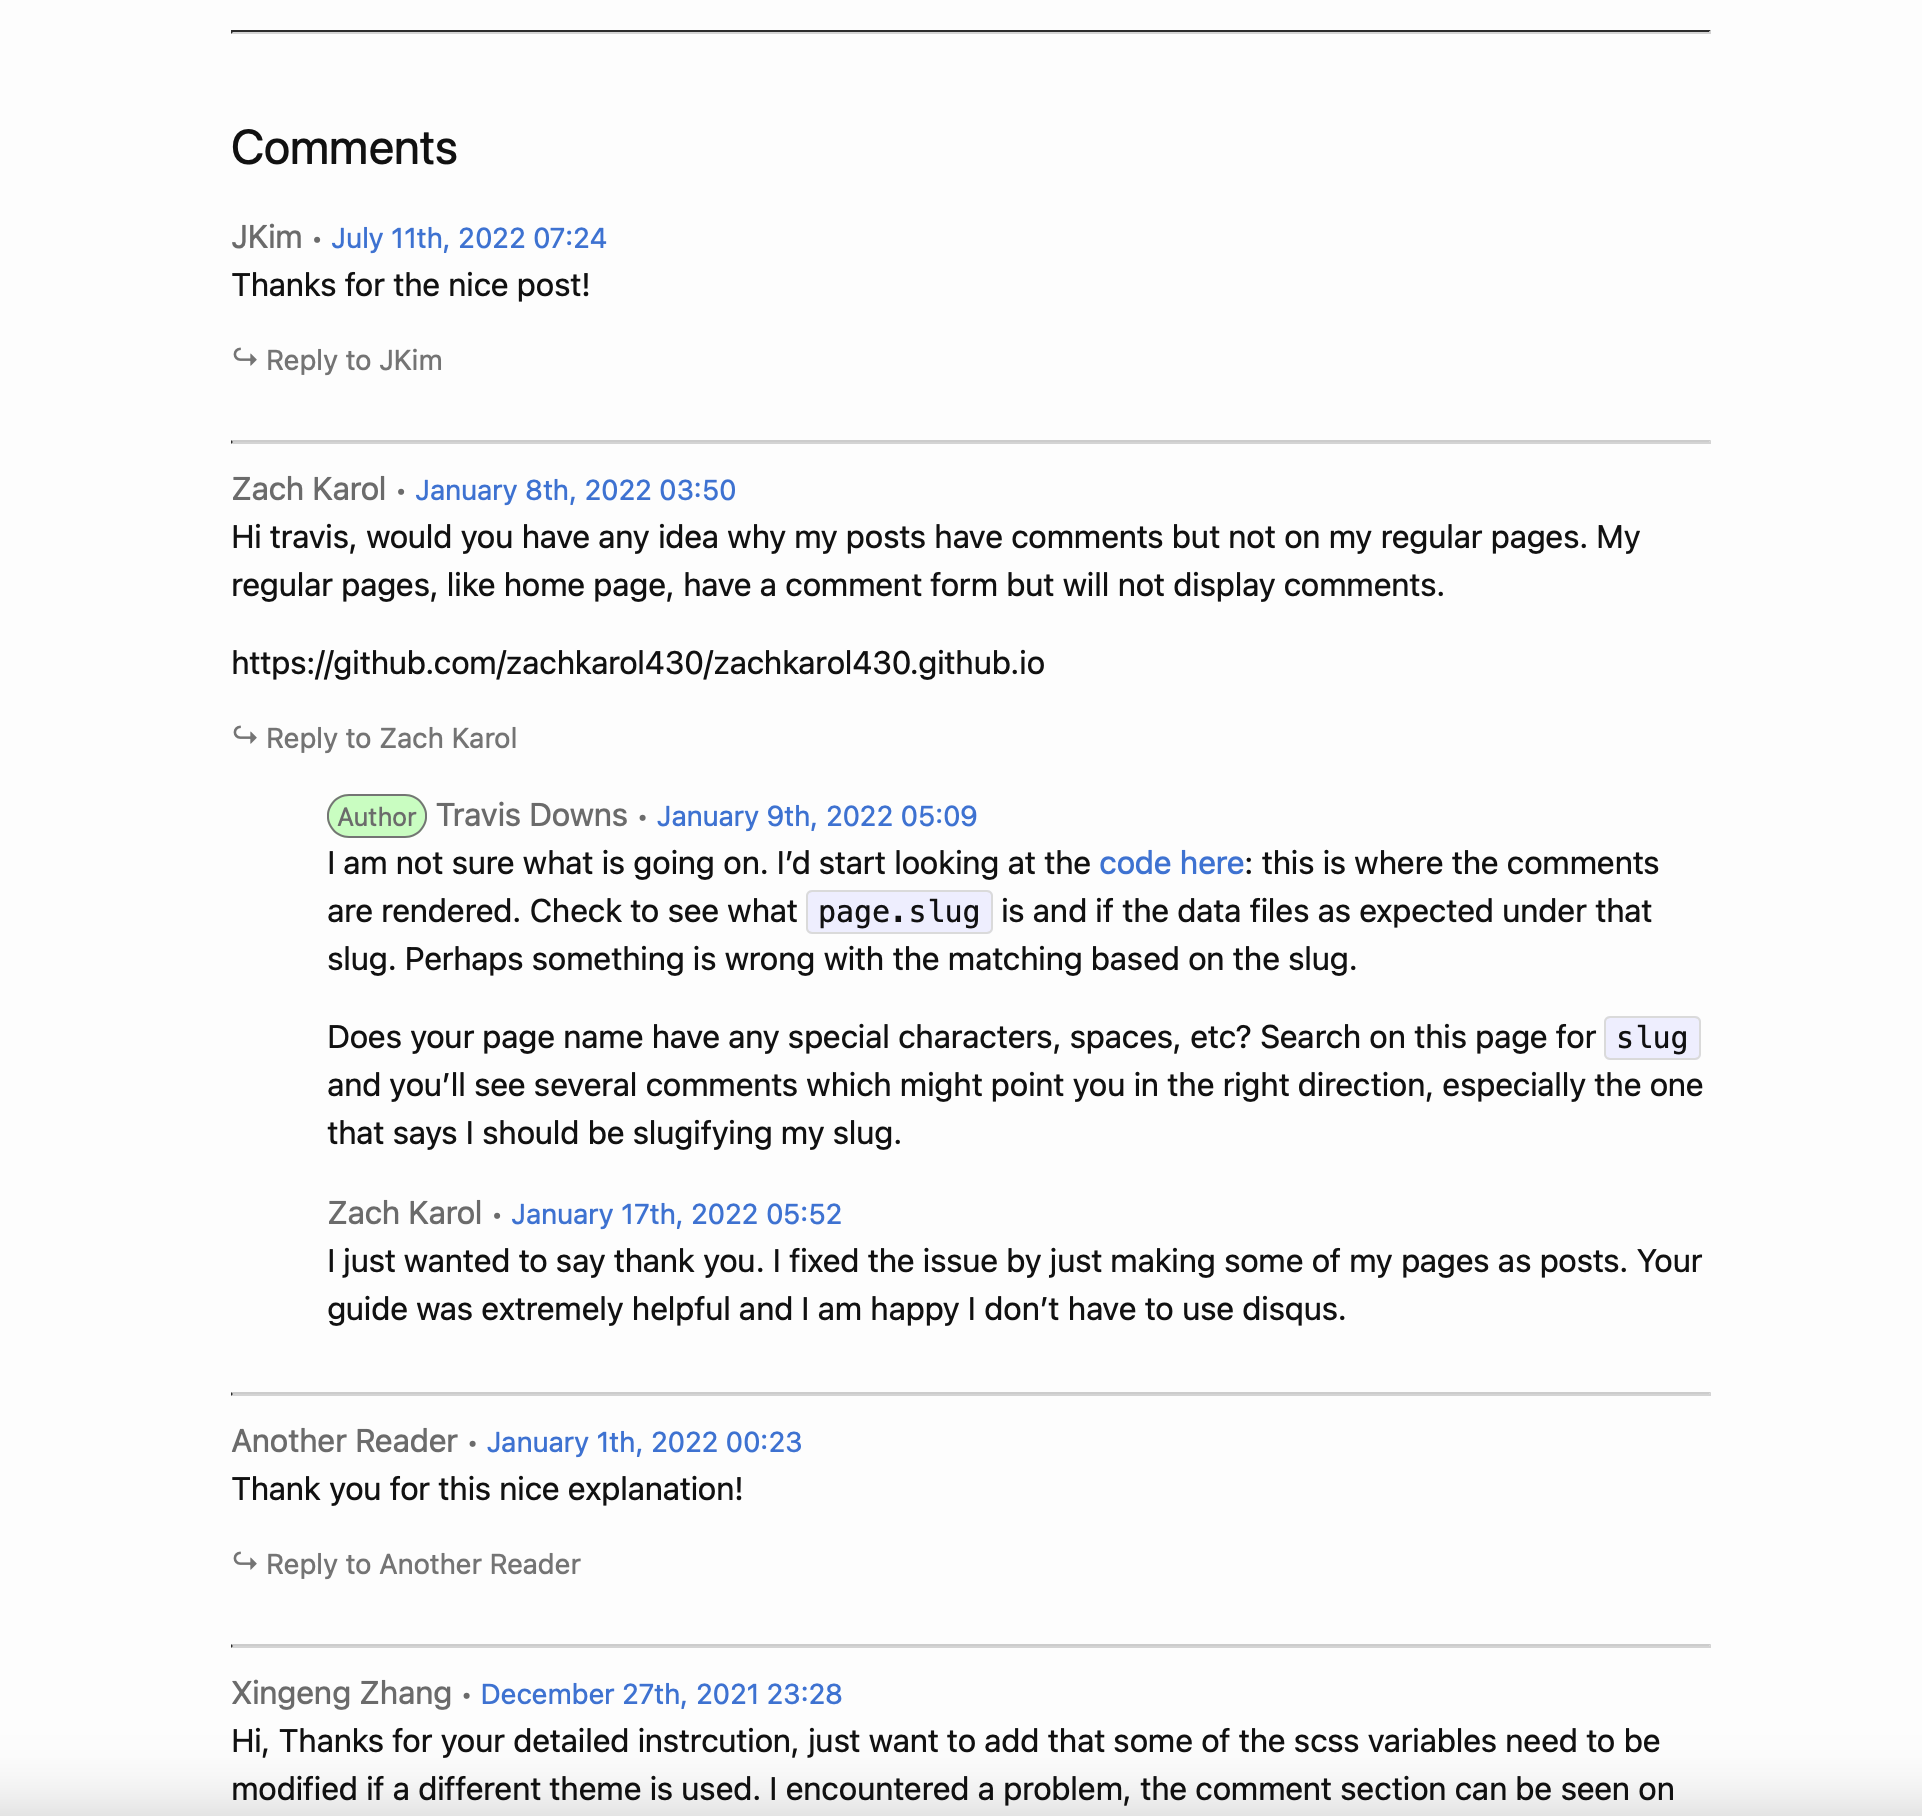 Comments
JKim • July 11th, 2022 07:24
Thanks for the nice post!
↪ Reply to JKim
Zach Karol • January 8th, 2022 03:50
Hi travis, would you have any idea why my posts have comments but not on my regular pages. My
regular pages, like home page, have a comment form but will not display comments.
https://github.com/zachkarol430/zachkarol430.github.io
↪ Reply to Zach Karol
Author Travis Downs • January 9th, 2022 05:09
I am not sure what is going on. I’d start looking at the code here: this is where the comments
are rendered. Check to see what page.slug is and if the data files as expected under that
slug. Perhaps something is wrong with the matching based on the slug.
Does your page name have any special characters, spaces, etc? Search on this page for slug
and you’ll see several comments which might point you in the right direction, especially the one
that says I should be slugifying my slug.
Zach Karol • January 17th, 2022 05:52
I just wanted to say thank you. I fixed the issue by just making some of my pages as posts. Your
guide was extremely helpful and I am happy I don’t have to use disqus.
Another Reader • January 1th, 2022 00:23
Thank you for this nice explanation!
↪ Reply to Another Reader
Xingeng Zhang • December 27th, 2021 23:28
Hi, Thanks for your detailed instrcution, just want to add that some of the scss variables need to be
modified if a different theme is used. I encountered a problem, the comment section can be seen on